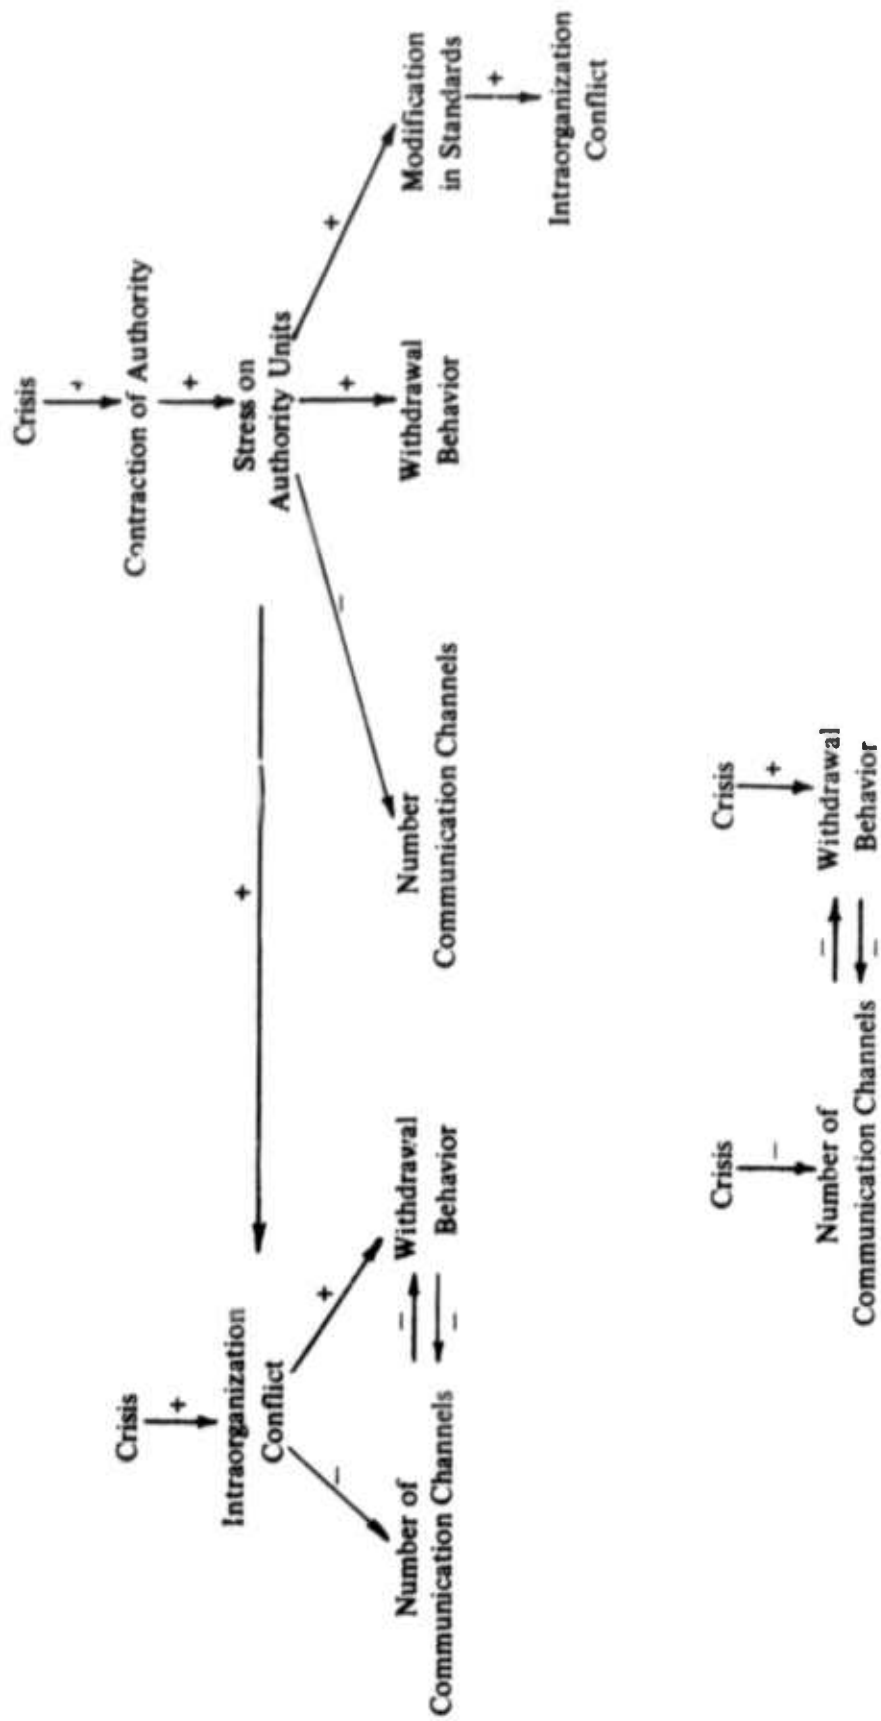 Crisis
+
Contraction of Authority
+
Stress on
Authority Units
+
−
+
+
Number
Communication Channels
Withdrawal
Behavior
Modification
in Standards
+
Intraorganization
Conflict
Crisis
+
Intraorganization
Conflict
−
+
Number of
Communication Channels
−
−
Withdrawal
Behavior
Crisis
−
Number of
Communication Channels
−
−
Crisis
+
Withdrawal
Behavior